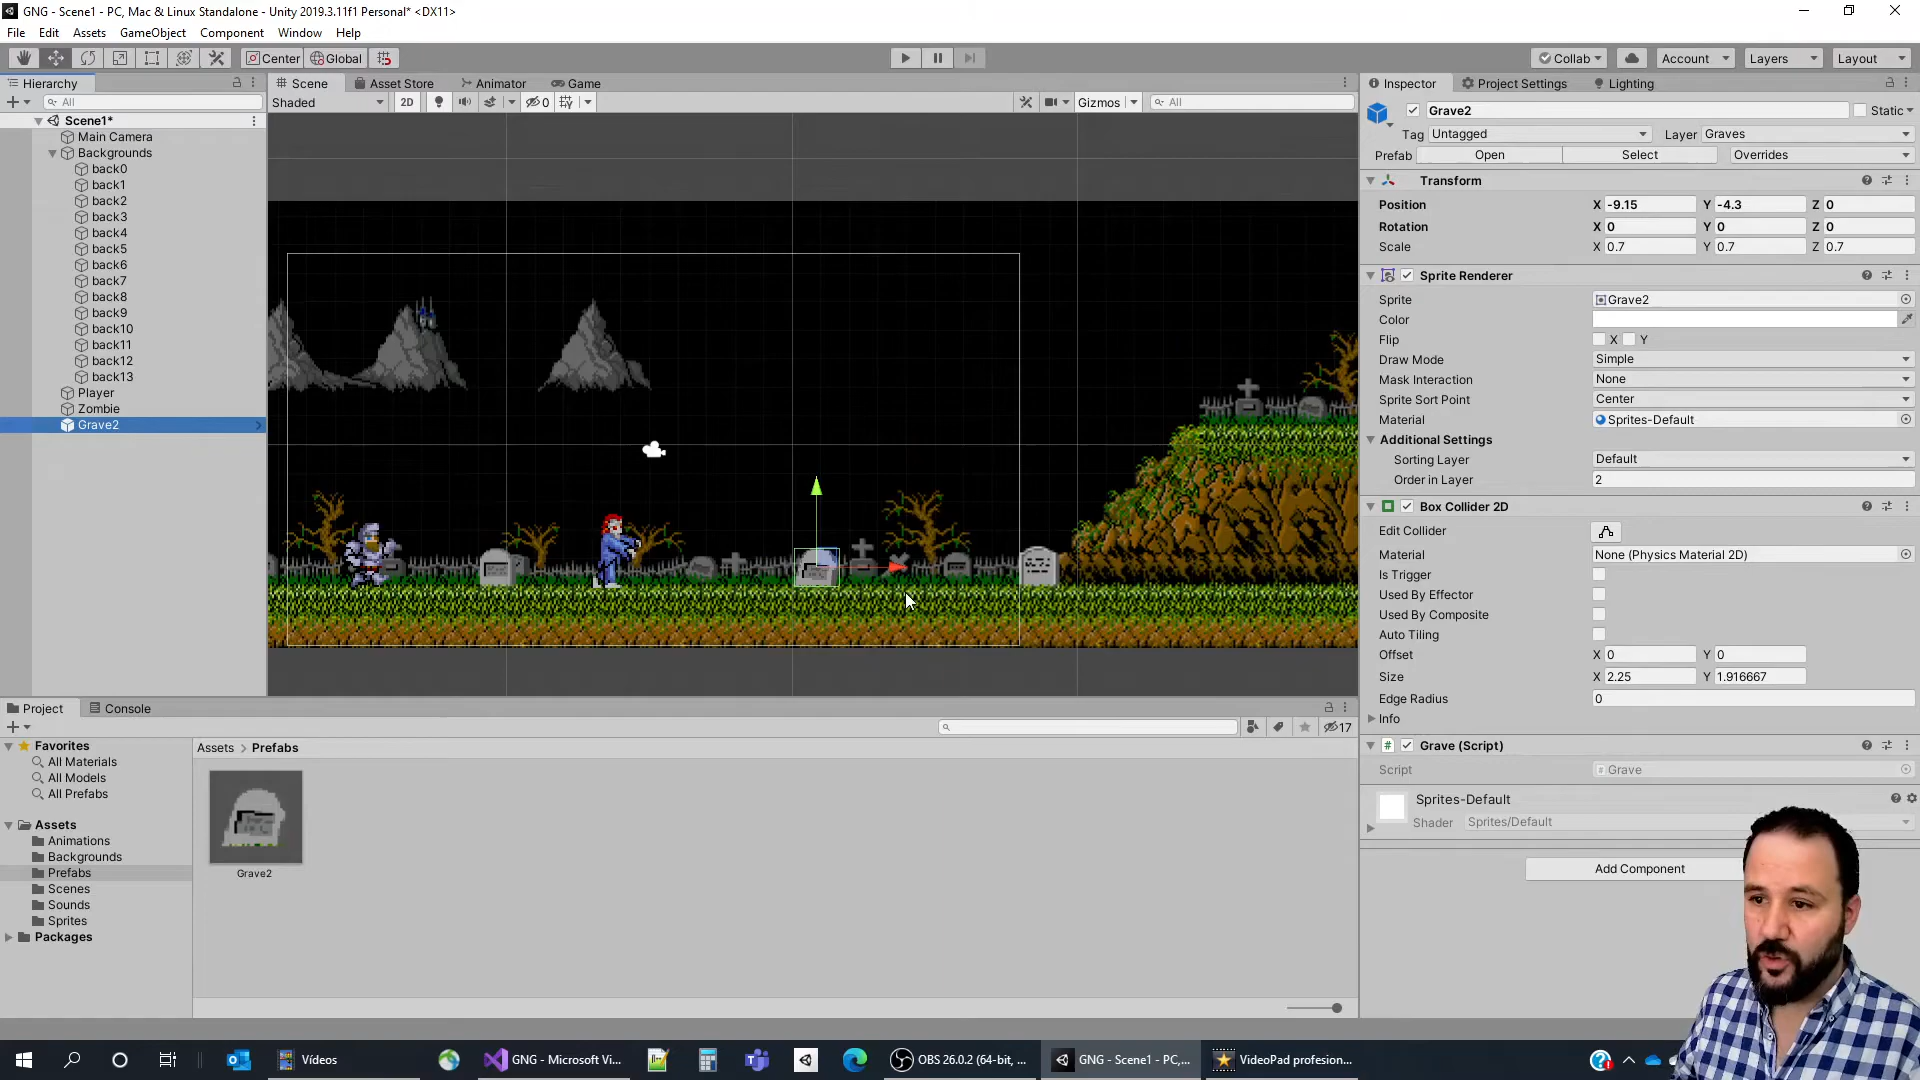 GNG - Scene1 - PC, Mac & Linux Standalone - Unity 2019.3.11f1 Personal* <DX11>
File Edit Assets GameObject Component Window Help
Center Global Collab Account Layers Layout
Hierarchy
All
Scene1*
Main Camera
Backgrounds
back0
back1
back2
back3
back4
back5
back6
back7
back8
back9
back10
back11
back12
back13
Player
Zombie
Grave2
Scene Asset Store Animator Game
Shaded 2D 0 Gizmos All
Inspector Project Settings Lighting
Grave2 Static
Tag Untagged Layer Graves
Prefab Open Select Overrides
Transform
Position X -9.15 Y -4.3 Z 0
Rotation X 0 Y 0 Z 0
Scale X 0.7 Y 0.7 Z 0.7
Sprite Renderer
Sprite Grave2
Color
Flip X Y
Draw Mode Simple
Mask Interaction None
Sprite Sort Point Center
Material Sprites-Default
Additional Settings
Sorting Layer Default
Order in Layer 2
Box Collider 2D
Edit Collider
Material None (Physics Material 2D)
Is Trigger
Used By Effector
Used By Composite
Auto Tiling
Offset X 0 Y 0
Size X 2.25 Y 1.916667
Edge Radius 0
Info
Grave (Script)
Script Grave
Sprites-Default
Shader Sprites/Default
Add Component
Project Console
17
Favorites
All Materials
All Models
All Prefabs
Assets
Animations
Backgrounds
Prefabs
Scenes
Sounds
Sprites
Packages
Assets > Prefabs
Grave2
Vídeos
GNG - Microsoft Vi...
OBS 26.0.2 (64-bit, ...
GNG - Scene1 - PC,...
VideoPad profesion...